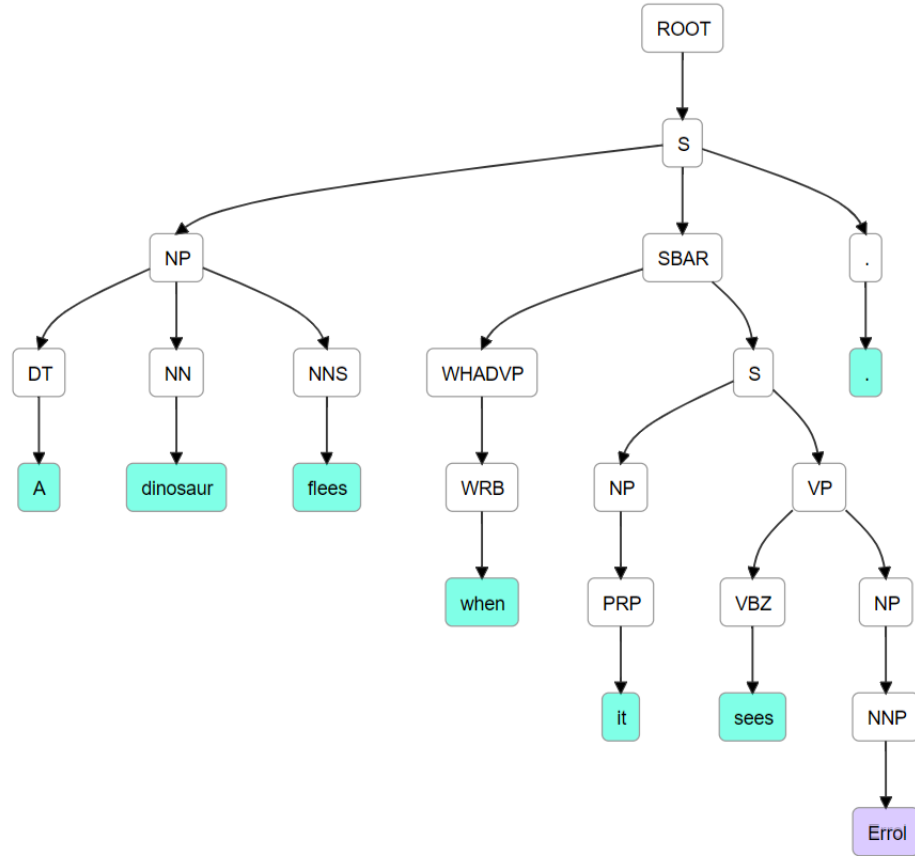 ROOT
S
NP SBAR .
DT NN NNS WHADVP S .
A dinosaur flees WRB NP VP
when PRP VBZ NP
it sees NNP
Errol